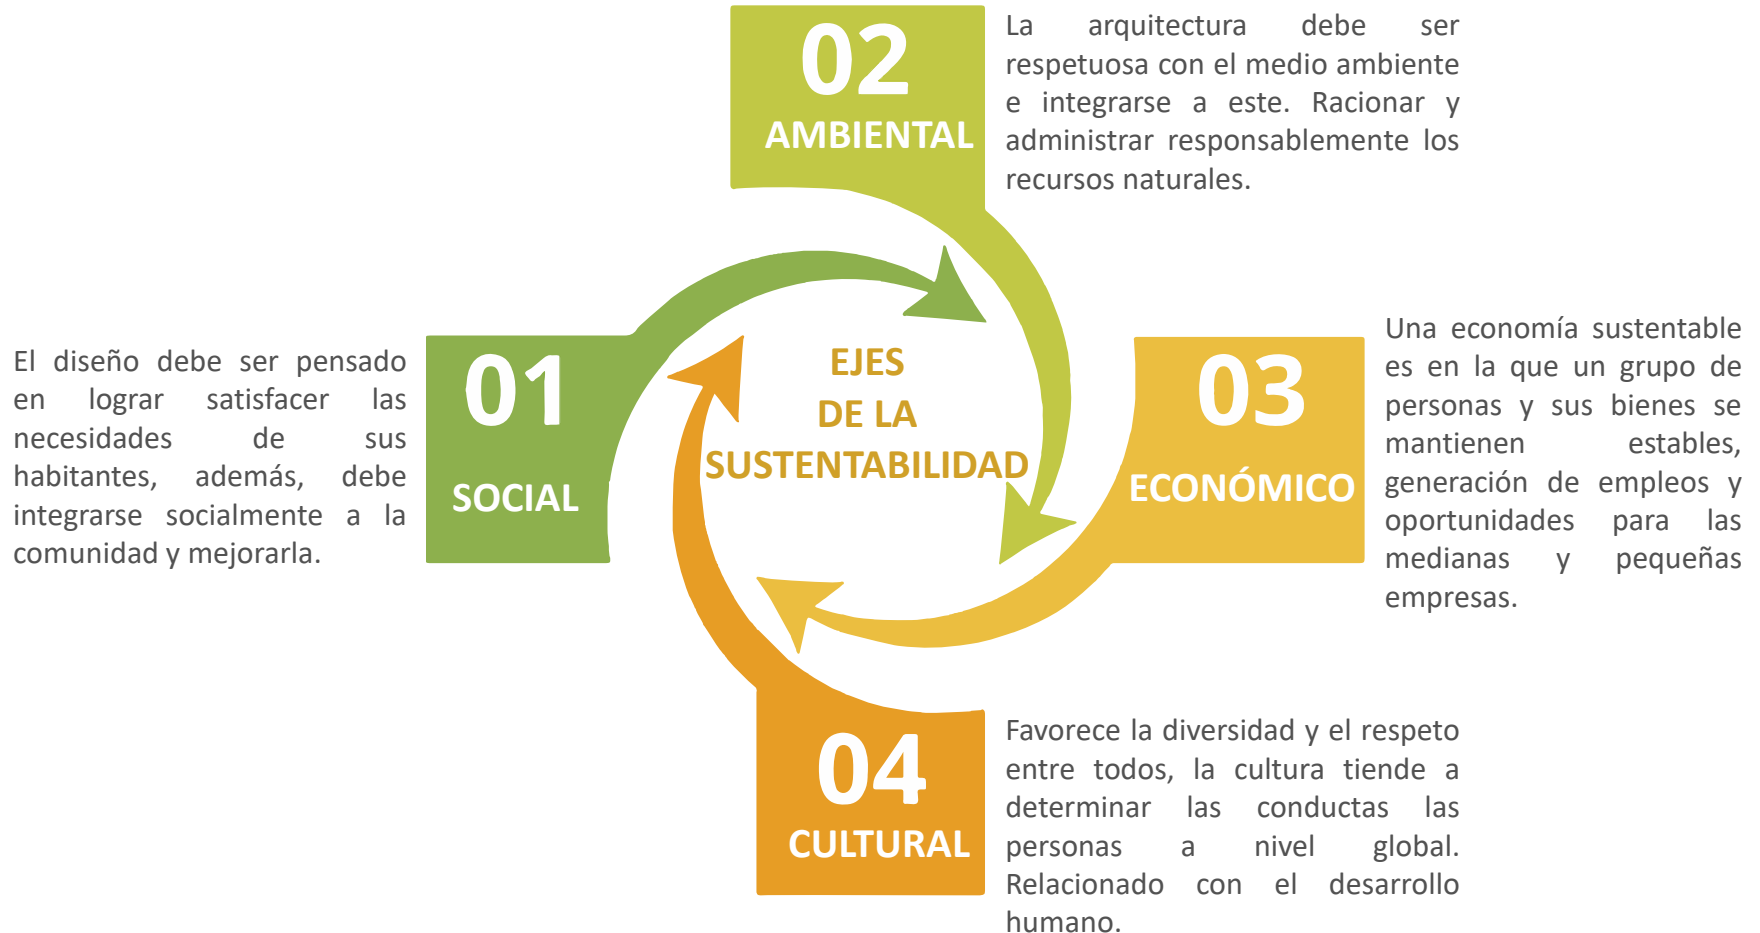 01
SOCIAL
El diseño debe ser pensado
en lograr satisfacer las
necesidades de sus
habitantes, además, debe
integrarse socialmente a la
comunidad y mejorarla.
02
AMBIENTAL
La arquitectura debe ser
respetuosa con el medio ambiente
e integrarse a este. Racionar y
administrar responsablemente los
recursos naturales.
EJES
DE LA
SUSTENTABILIDAD
03
ECONÓMICO
Una economía sustentable
es en la que un grupo de
personas y sus bienes se
mantienen estables,
generación de empleos y
oportunidades para las
medianas y pequeñas
empresas.
04
CULTURAL
Favorece la diversidad y el respeto
entre todos, la cultura tiende a
determinar las conductas las
personas a nivel global.
Relacionado con el desarrollo
humano.